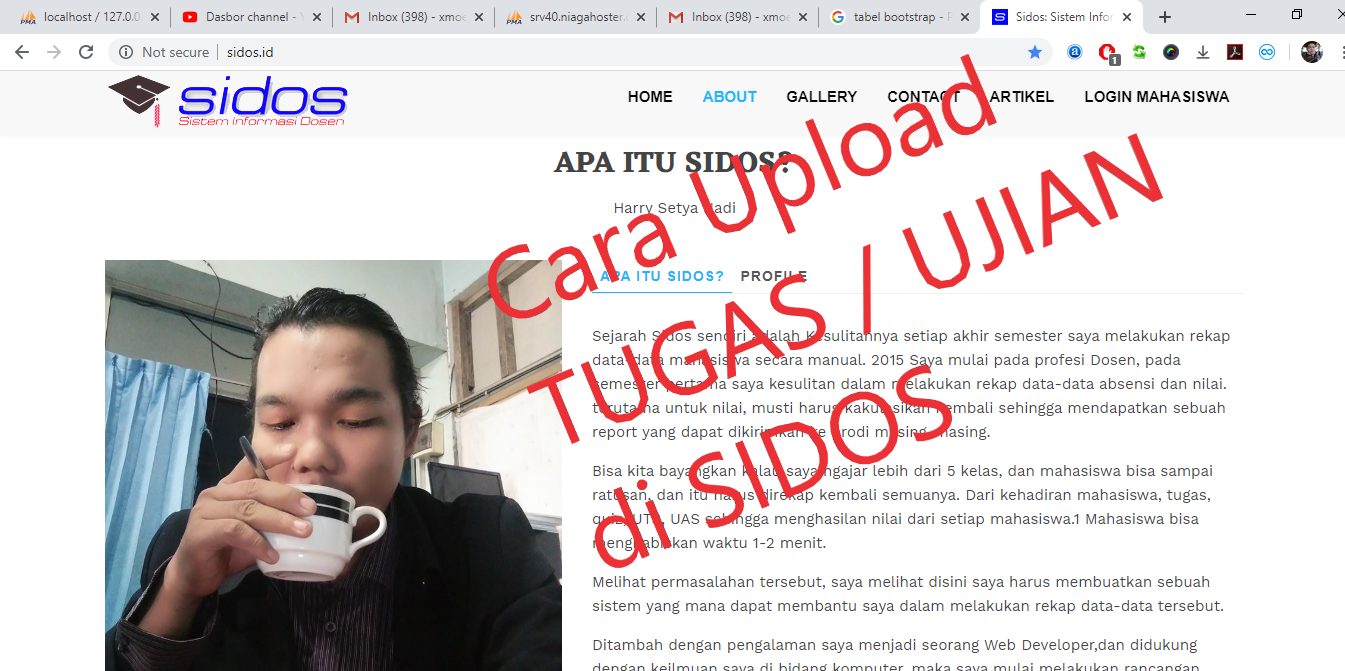 localhost / 127.0.0
Dasbor channel - Y
Inbox (398) - xmoe
srv40.niagahoster.
Inbox (398) - xmoe
tabel bootstrap - P
Sidos: Sistem Infor
Not secure
sidos.id
1
sidos
Sistem Informasi Dosen
HOME
ABOUT
GALLERY
CONTACT
ARTIKEL
LOGIN MAHASISWA
APA ITU SIDOS?
Harry Setya Hadi
Cara Upload
TUGAS / UJIAN
di SIDOS
APA ITU SIDOS?
PROFILE
Sejarah Sidos sendiri adalah Kesulitannya setiap akhir semester saya melakukan rekap
data-data mahasiswa secara manual. 2015 Saya mulai pada profesi Dosen, pada
semester pertama saya kesulitan dalam melakukan rekap data-data absensi dan nilai.
terutama untuk nilai, musti harus kembali sehingga mendapatkan sebuah
report yang dapat dikirimkan ke prodi masing-masing.
Bisa kita bayangkan kalau saya ngajar lebih dari 5 kelas, dan mahasiswa bisa sampai
ratusan, dan itu harus direkap kembali semuanya. Dari kehadiran mahasiswa, tugas,
quiz, UTS, UAS sehingga menghasilan nilai dari setiap mahasiswa.1 Mahasiswa bisa
menghabiskan waktu 1-2 menit.
Melihat permasalahan tersebut, saya melihat disini saya harus membuatkan sebuah
sistem yang mana dapat membantu saya dalam melakukan rekap data-data tersebut.
Ditambah dengan pengalaman saya menjadi seorang Web Developer,dan didukung
dengan keilmuan saya di bidang komputer, maka saya mulai melakukan rancangan